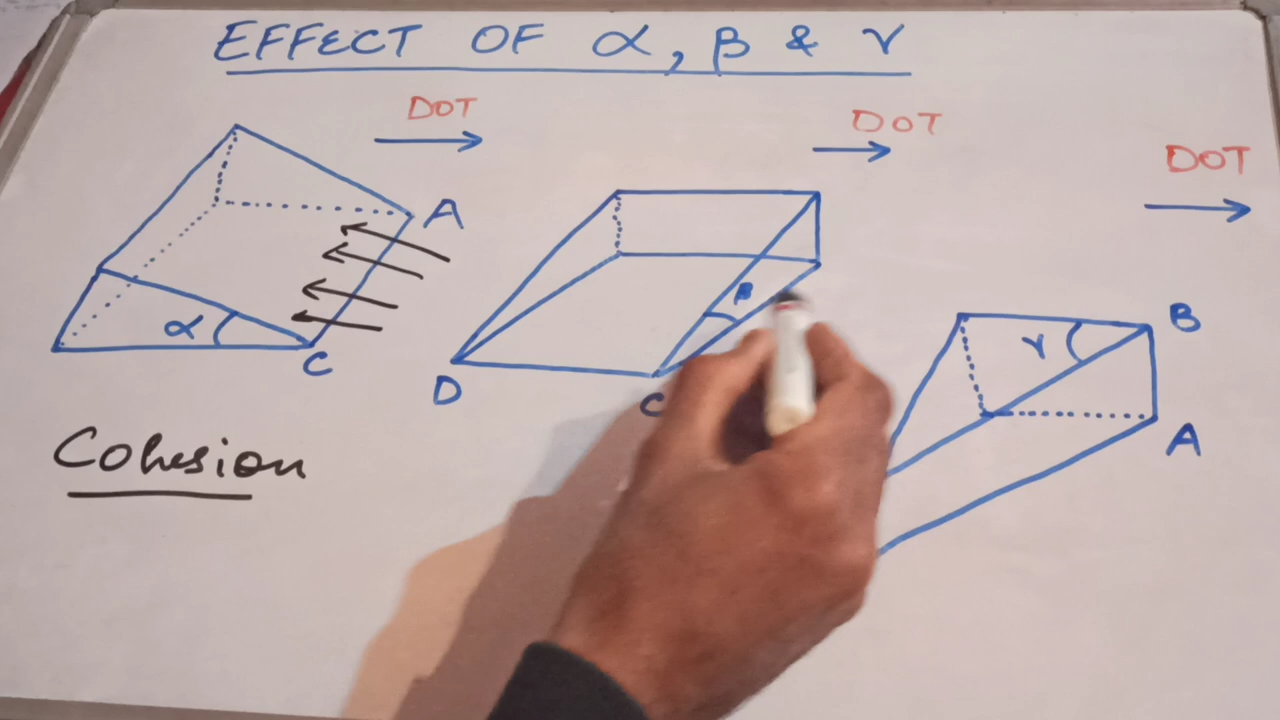 EFFECT OF α, β & γ
DOT
DOT
DOT
A
α
C
β
D
C
B
γ
A
Cohesion